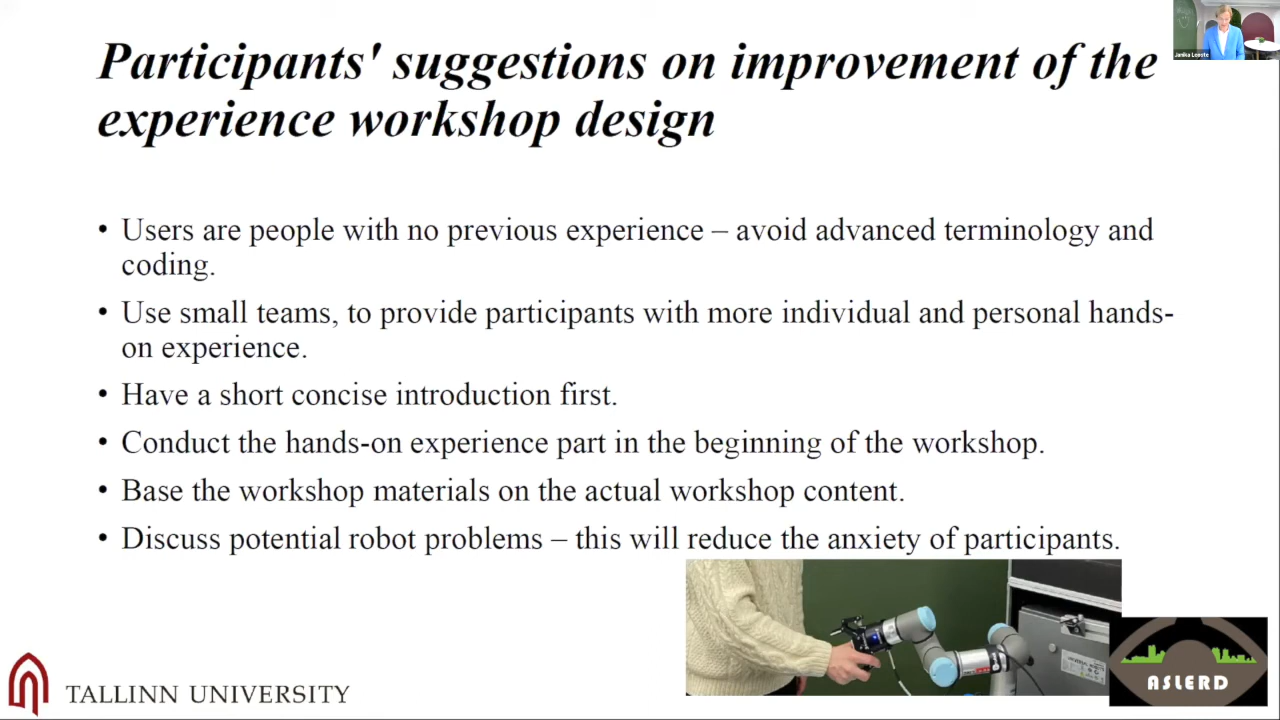 Participants' suggestions on improvement of the
experience workshop design
• Users are people with no previous experience – avoid advanced terminology and
coding.
• Use small teams, to provide participants with more individual and personal hands-
on experience.
• Have a short concise introduction first.
• Conduct the hands-on experience part in the beginning of the workshop.
• Base the workshop materials on the actual workshop content.
• Discuss potential robot problems – this will reduce the anxiety of participants.
TALLINN UNIVERSITY
ASLERD